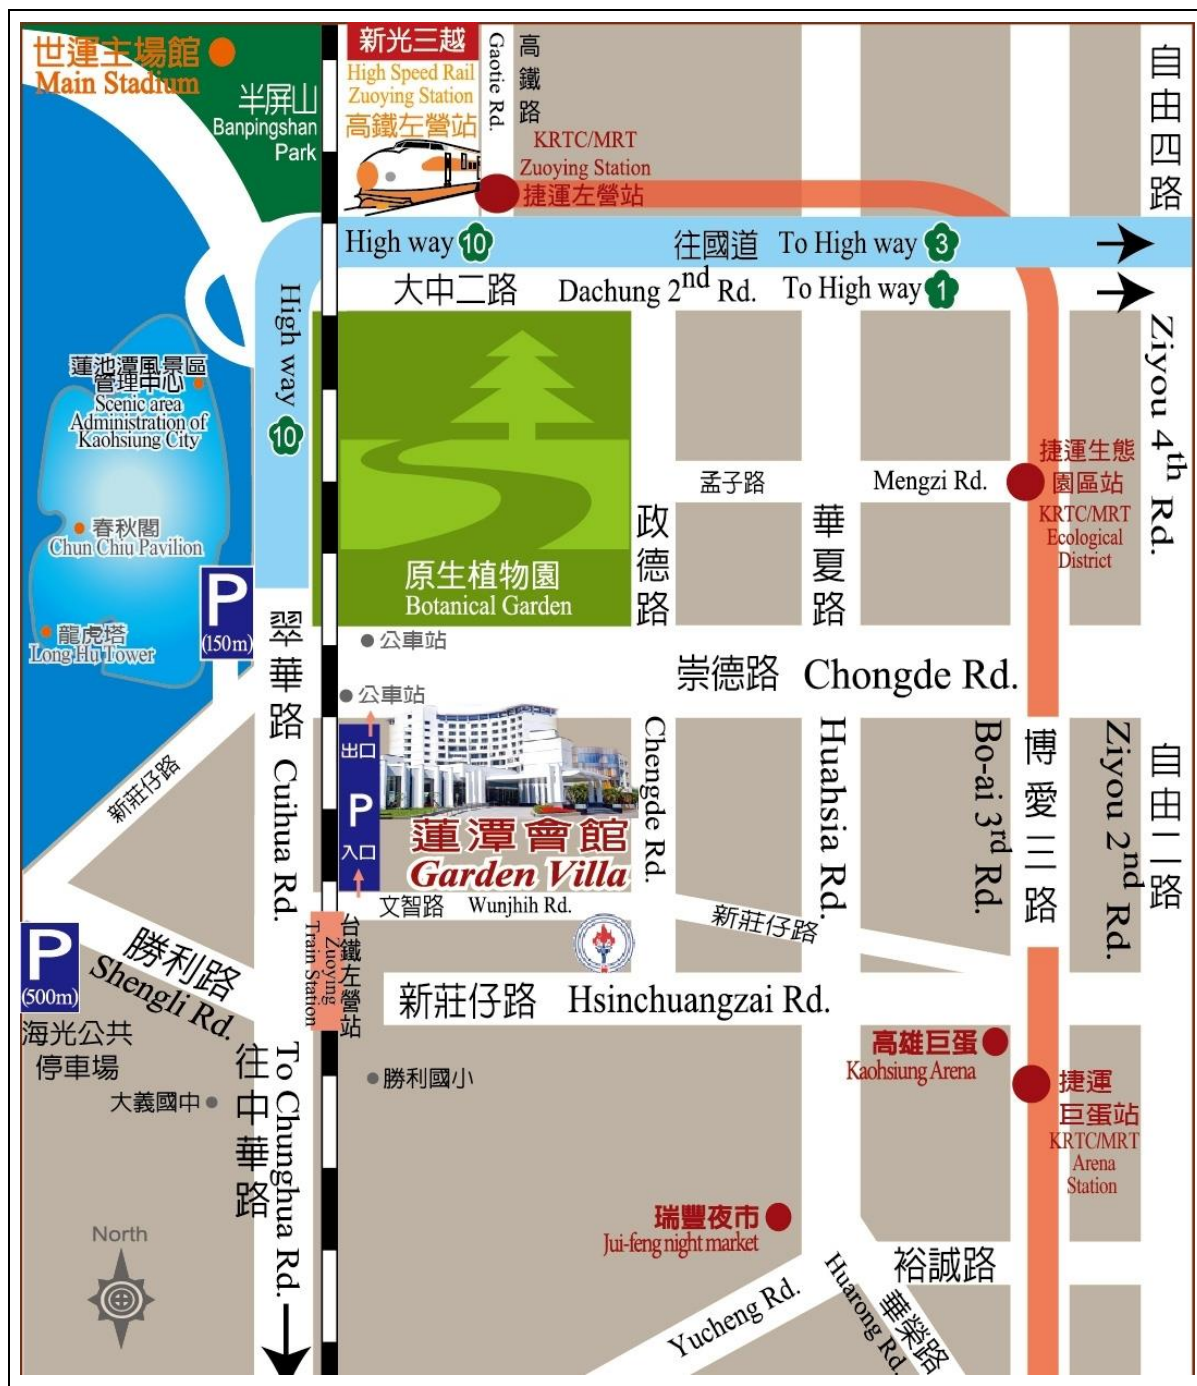 世運主場館
Main Stadium
半屏山
Banpingshan
Park
新光三越
High Speed Rail
Zuoying Station
高鐵左營站
Gaotie Rd.
高鐵路
KRTC/MRT
Zuoying Station
捷運左營站
自由四路
High way 10
往國道 To High way 3
大中二路 Dachung 2nd Rd. To High way 1
High way 10
Ziyou 4th Rd.
蓮池潭風景區
管理中心
Scenic area
Administration of
Kaohsiung City
春秋閣
Chun Chiu Pavilion
龍虎塔
Long Hu Tower
P
(150m)
原生植物園
Botanical Garden
孟子路 Mengzi Rd.
捷運生態
園區站
KRTC/MRT
Ecological
District
政德路
華夏路
公車站
公車站
翠華路 Cuihua Rd.
崇德路 Chongde Rd.
新莊仔路
出口
P
入口
蓮潭會館
Garden Villa
Chengde Rd.
Huahsia Rd.
Bo-ai 3rd Rd.
博愛三路
Ziyou 2nd Rd.
自由二路
文智路 Wunjhih Rd.
新莊仔路
P
(500m)
海光公共
停車場
勝利路
Shengli Rd.
Zuoying
Train Station
台鐵左營站
新莊仔路 Hsinchuangzai Rd.
高雄巨蛋
Kaohsiung Arena
捷運
巨蛋站
KRTC/MRT
Arena
Station
大義國中
往中華路
To Chunghua Rd.
勝利國小
瑞豐夜市
Jui-feng night market
裕誠路
Yucheng Rd.
Huarong Rd.
華榮路
North